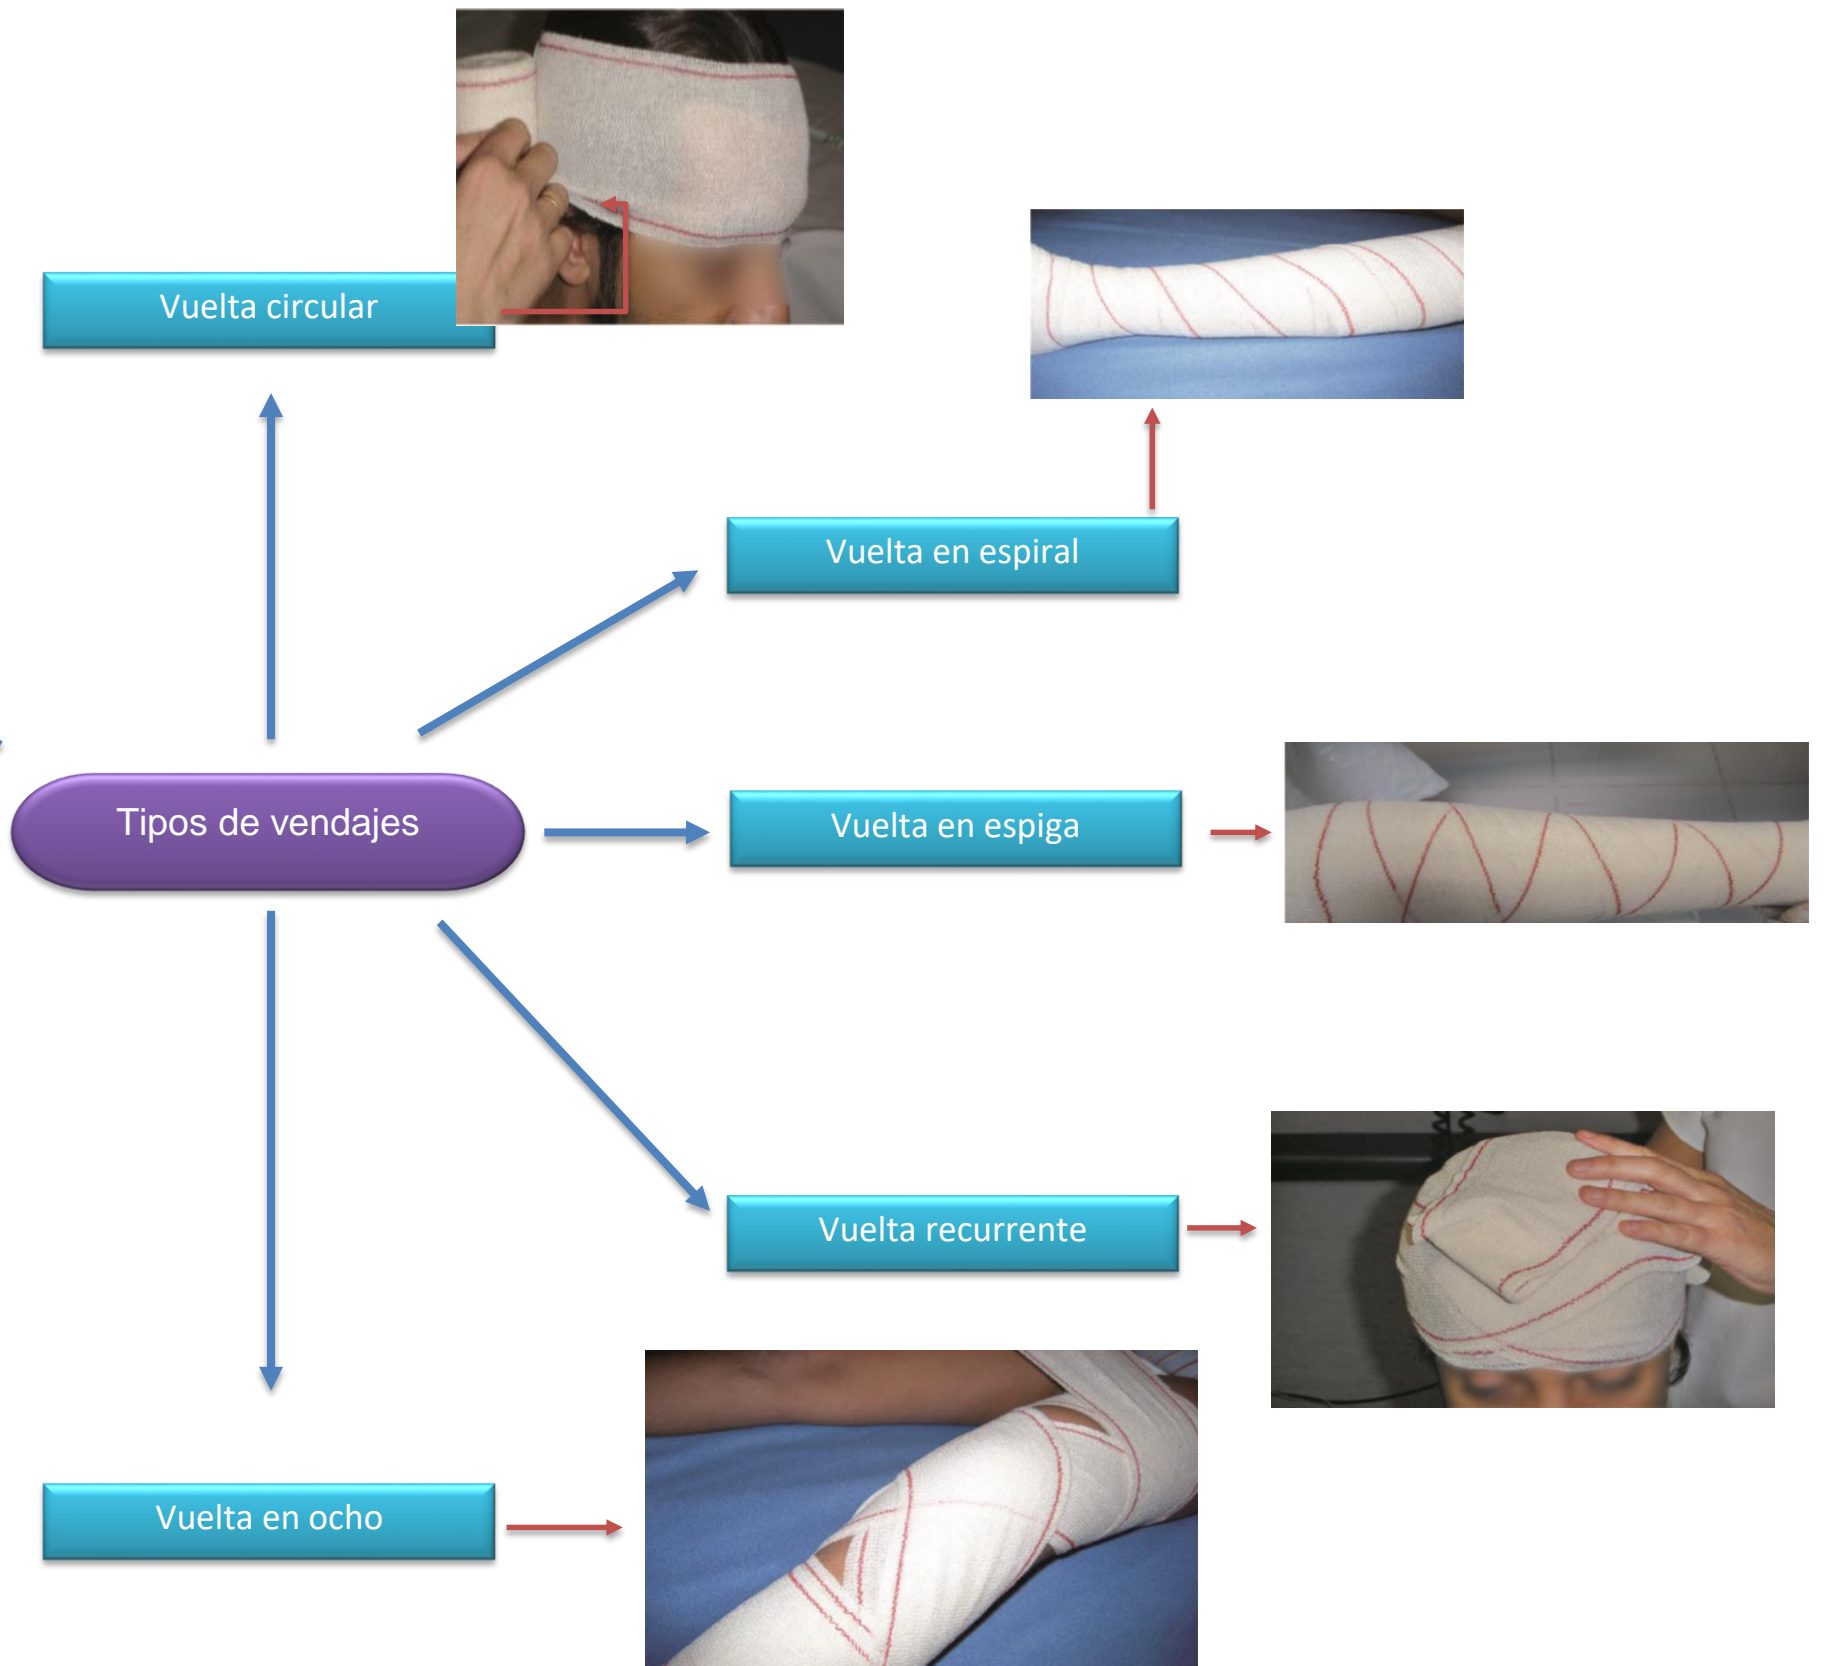 Vuelta circular
Vuelta en espiral
Tipos de vendajes
Vuelta en espiga
Vuelta recurrente
Vuelta en ocho